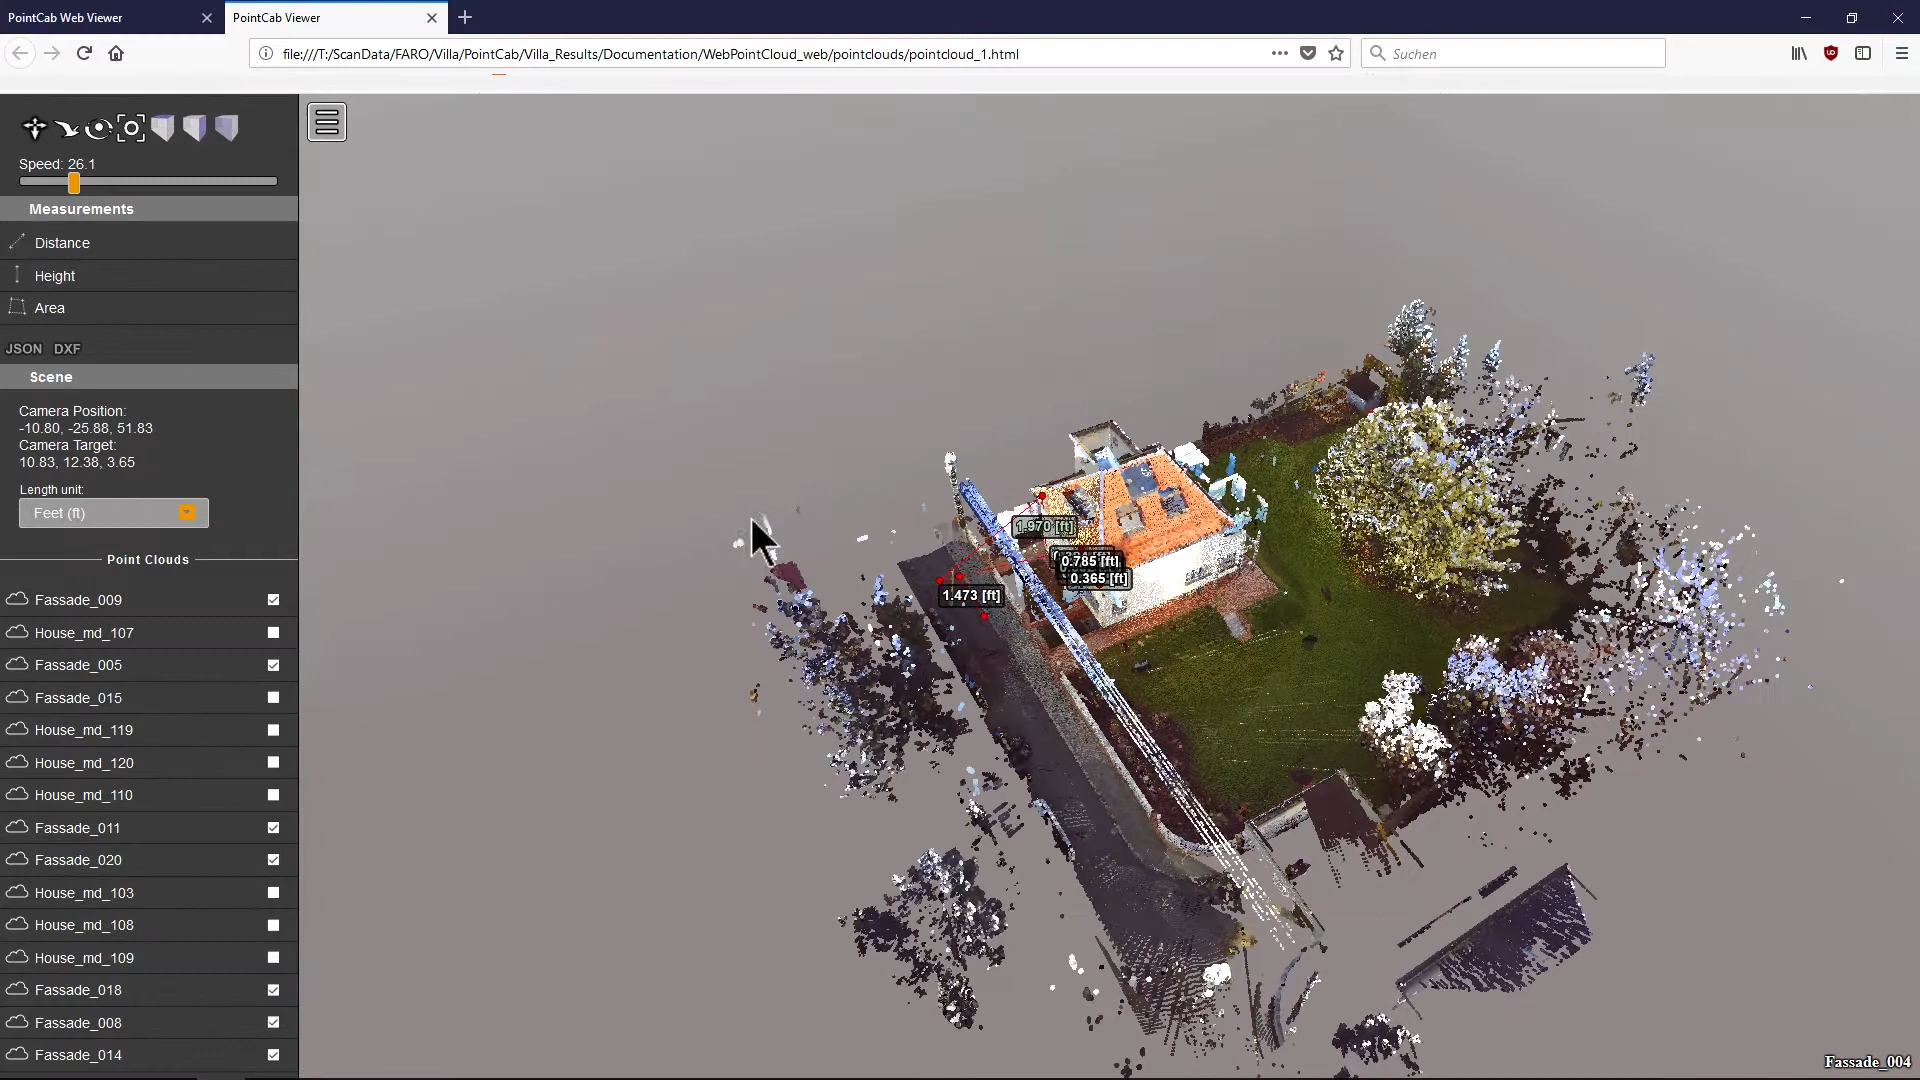 PointCab Web Viewer
PointCab Viewer
file:///T:/ScanData/FARO/Villa/PointCab/Villa_Results/Documentation/WebPointCloud_web/pointclouds/pointcloud_1.html
Suchen
Speed: 26.1
Measurements
Distance
Height
Area
JSON DXF
Scene
Camera Position:
-10.80, -25.88, 51.83
Camera Target:
10.83, 12.38, 3.65
Length unit:
Feet (ft)
Point Clouds
Fassade_009
House_md_107
Fassade_005
Fassade_015
House_md_119
House_md_120
House_md_110
Fassade_011
Fassade_020
House_md_103
House_md_108
House_md_109
Fassade_018
Fassade_008
Fassade_014
1.970 [ft]
0.785 [ft]
0.365 [ft]
1.473 [ft]
Fassade_004